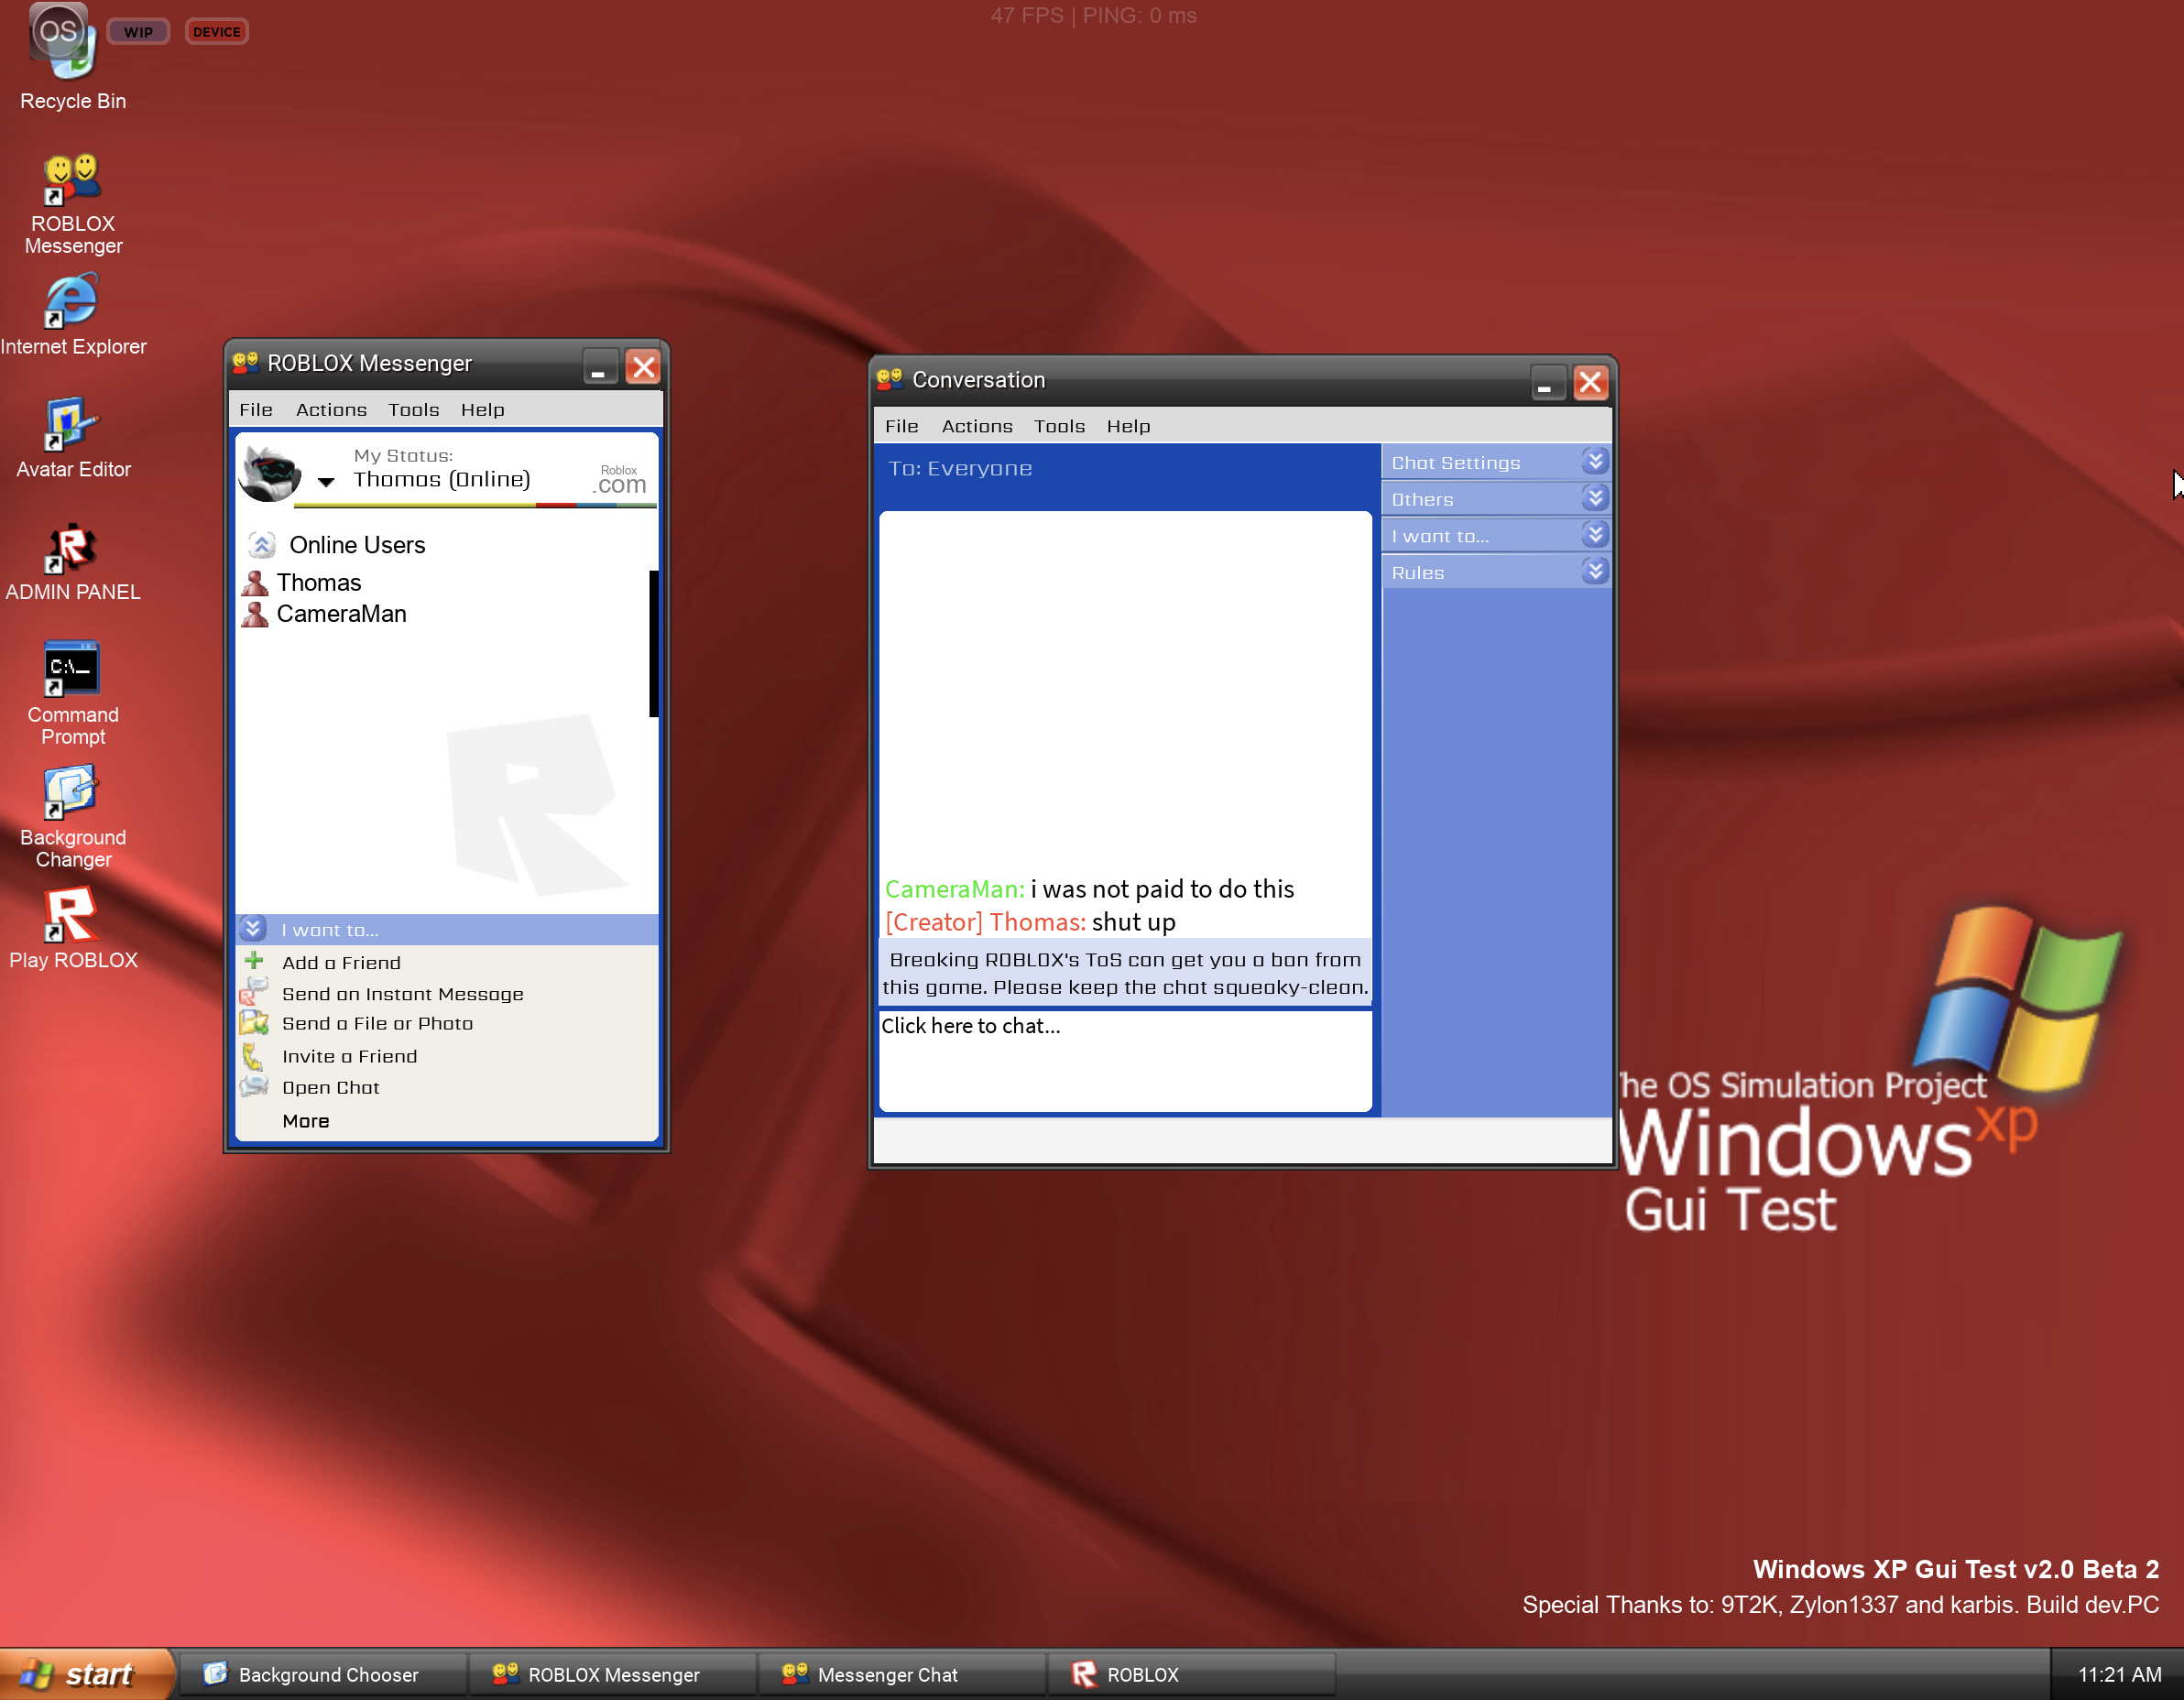 47 FPS | PING: 0 ms
OS
WIP
DEVICE
Recycle Bin
ROBLOX
Messenger
Internet Explorer
Avatar Editor
ADMIN PANEL
C:\_
Command
Prompt
Background
Changer
Play ROBLOX
ROBLOX Messenger
File Actions Tools Help
My Status:
Thomas (Online)
Roblox
.com
Online Users
Thomas
CameraMan
I want to...
Add a Friend
Send an Instant Message
Send a File or Photo
Invite a Friend
Open Chat
More
Conversation
File Actions Tools Help
To: Everyone
CameraMan: i was not paid to do this
[Creator] Thomas: shut up
Breaking ROBLOX's ToS can get you a ban from
this game. Please keep the chat squeaky-clean.
Click here to chat...
Chat Settings
Others
I want to...
Rules
he OS Simulation Project
Windows xp
Gui Test
Windows XP Gui Test v2.0 Beta 2
Special Thanks to: 9T2K, Zylon1337 and karbis. Build dev.PC
start
Background Chooser
ROBLOX Messenger
Messenger Chat
ROBLOX
11:21 AM